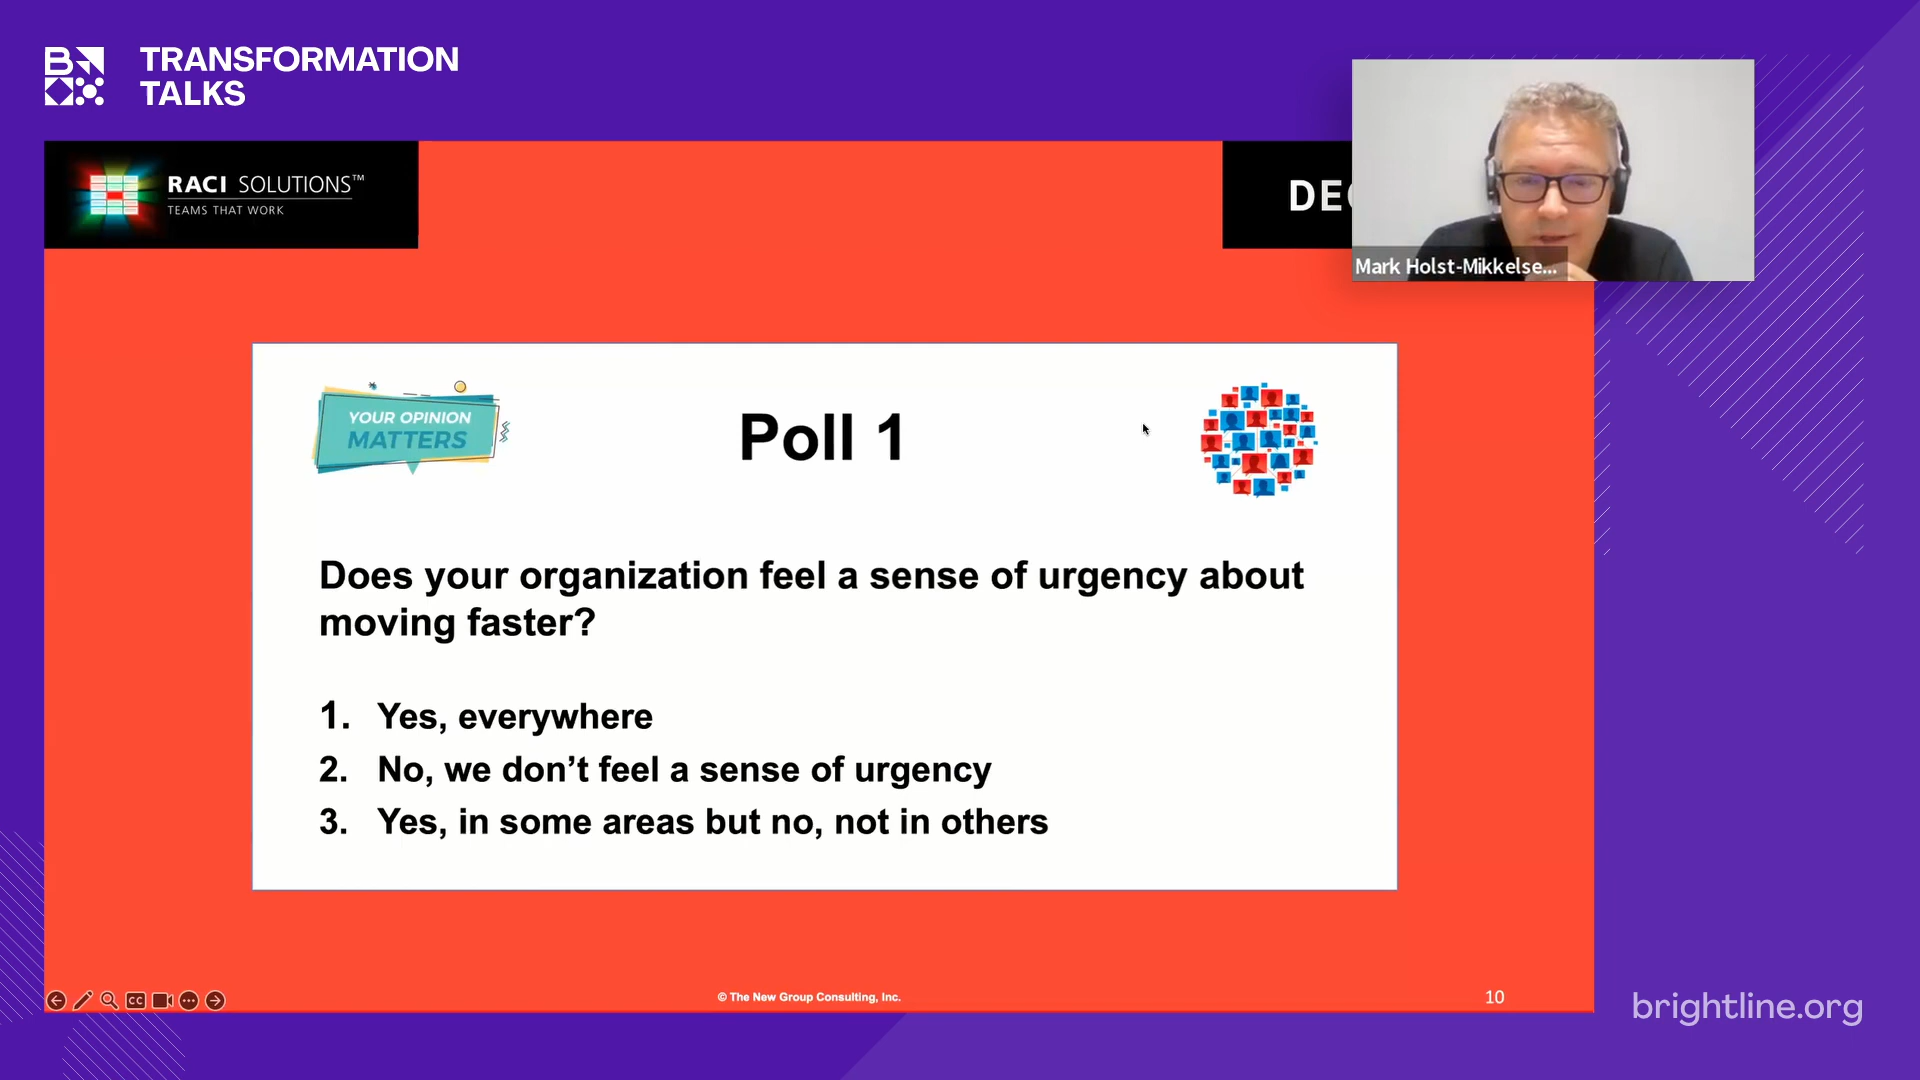 TRANSFORMATION
TALKS
RACI SOLUTIONS™
TEAMS THAT WORK
Mark Holst-Mikkelse...
YOUR OPINION
MATTERS
Poll 1
Does your organization feel a sense of urgency about
moving faster?
1. Yes, everywhere
2. No, we don’t feel a sense of urgency
3. Yes, in some areas but no, not in others
© The New Group Consulting, Inc.
10
brightline.org